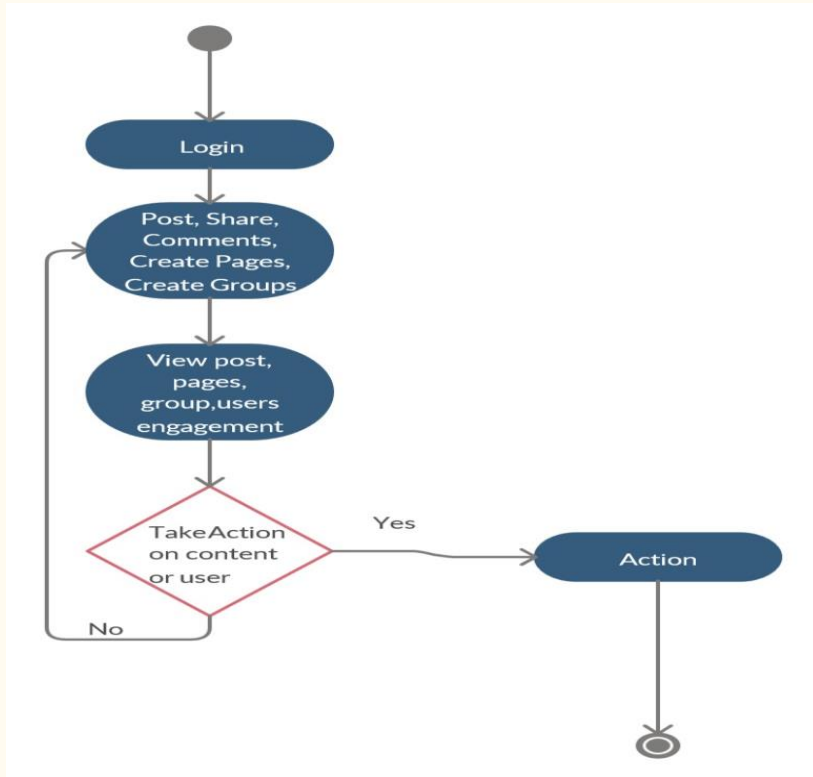 Login
Post, Share,
Comments,
Create Pages,
Create Groups
View post,
pages,
group,users
engagement
TakeAction
on content
or user
Yes
Action
No